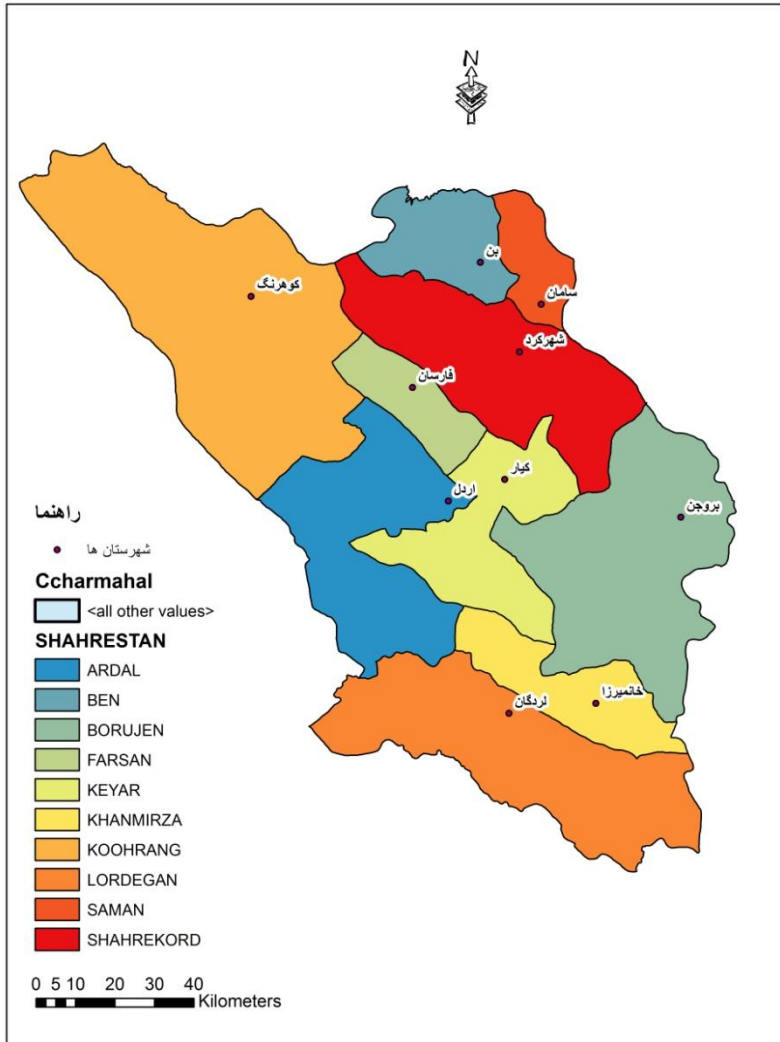 N
بن
سامان
کوهرنگ
شهرکرد
فارسان
کیار
اردل
بروجن
خانمیرزا
لردگان
راهنما
شهرستان ها
Ccharmahal
<all other values>
SHAHRESTAN
ARDAL
BEN
BORUJEN
FARSAN
KEYAR
KHANMIRZA
KOOHRANG
LORDEGAN
SAMAN
SHAHREKORD
0 5 10 20 30 40
Kilometers